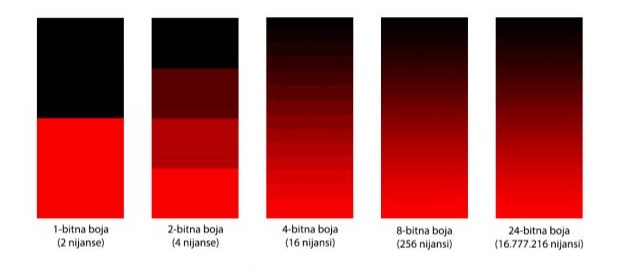 1-bitna boja
(2 nijanse)
2-bitna boja
(4 nijanse)
4-bitna boja
(16 nijansi)
8-bitna boja
(256 nijansi)
24-bitna boja
(16.777.216 nijansi)